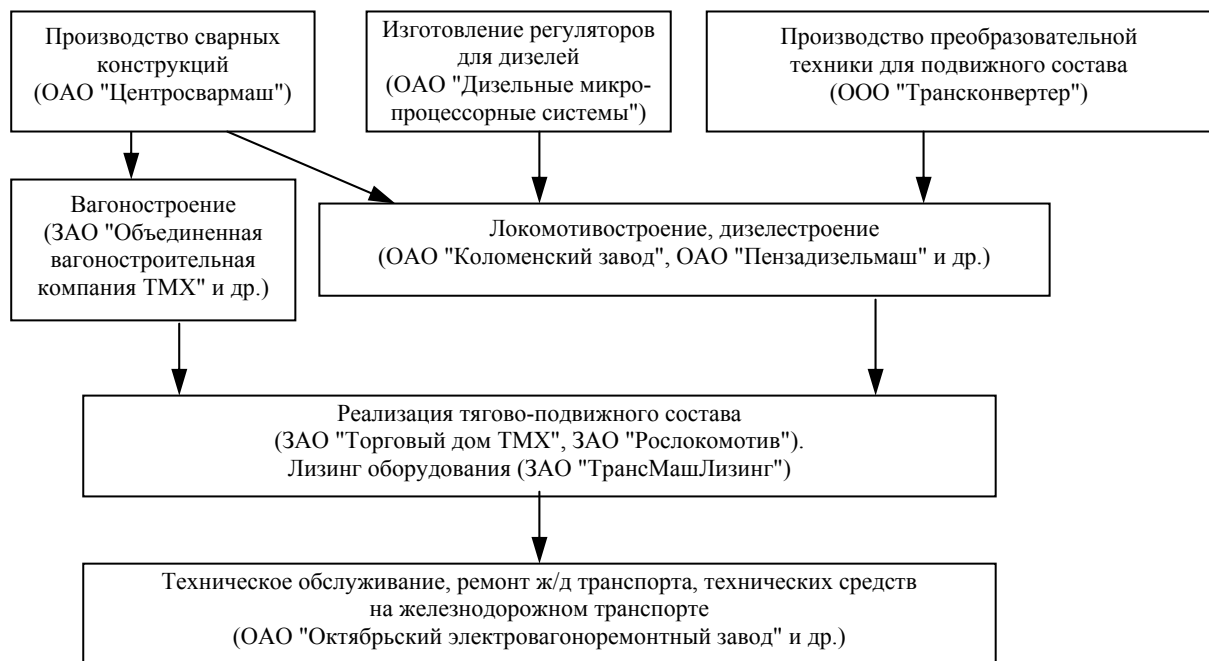 Производство сварных
конструкций
(ОАО "Центросвармаш")
Изготовление регуляторов
для дизелей
(ОАО "Дизельные микро-
процессорные системы")
Производство преобразовательной
техники для подвижного состава
(ООО "Трансконвертер")
Вагоностроение
(ЗАО "Объединенная
вагоностроительная
компания ТМХ" и др.)
Локомотивостроение, дизелестроение
(ОАО "Коломенский завод", ОАО "Пензадизельмаш" и др.)
Реализация тягово-подвижного состава
(ЗАО "Торговый дом ТМХ", ЗАО "Рослокомотив").
Лизинг оборудования (ЗАО "ТрансМашЛизинг")
Техническое обслуживание, ремонт ж/д транспорта, технических средств
на железнодорожном транспорте
(ОАО "Октябрьский электровагоноремонтный завод" и др.)